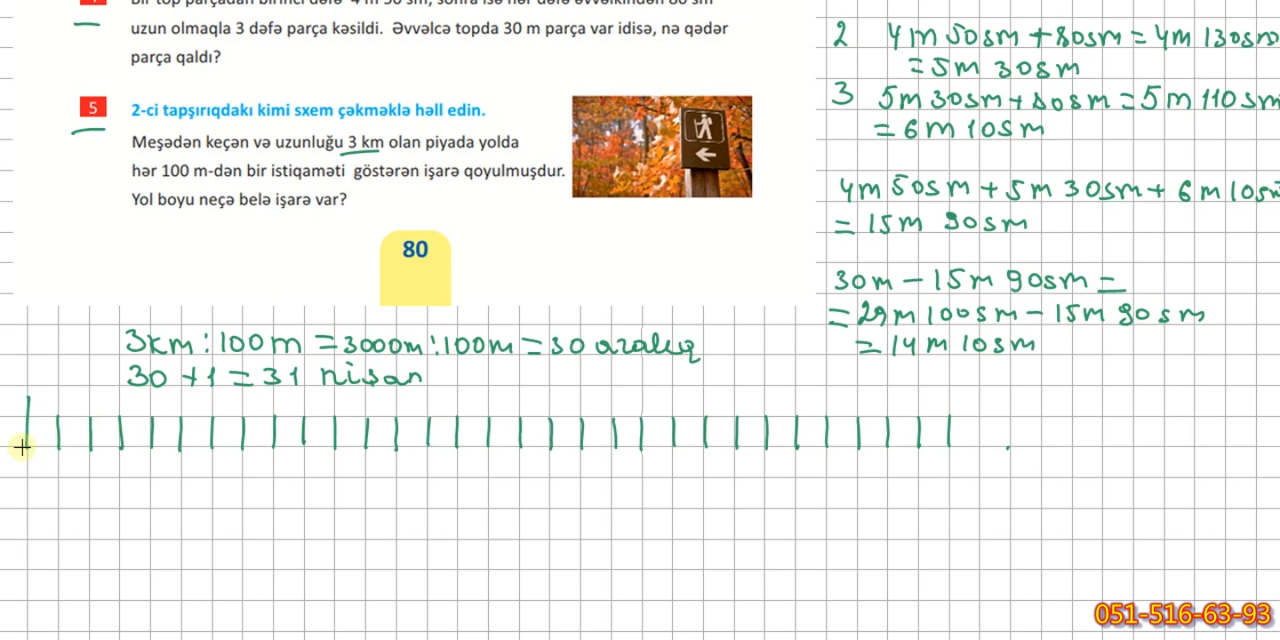 uzun olmaqla 3 dəfə parça kəsildi. Əvvəlcə topda 30 m parça var idisə, nə qədər
parça qaldı?
5 2-ci tapşırıqdakı kimi sxem çəkməklə həll edin.
Meşədən keçən və uzunluğu 3 km olan piyada yolda
hər 100 m-dən bir istiqaməti göstərən işarə qoyulmuşdur.
Yol boyu neçə belə işarə var?
80
3km : 100 m = 3000m : 100m = 30 aralıq
30 + 1 = 31 nişan
2 4m 50sm + 80sm = 4m 130sm
= 5m 30sm
3 5m 30sm + 80sm = 5m 110sm
= 6m 10sm
4m 50sm + 5m 30sm + 6m 10sm
= 15m 90sm
30m - 15m 90sm =
= 29m 100sm - 15m 90sm
= 14m 10sm
051-516-63-93